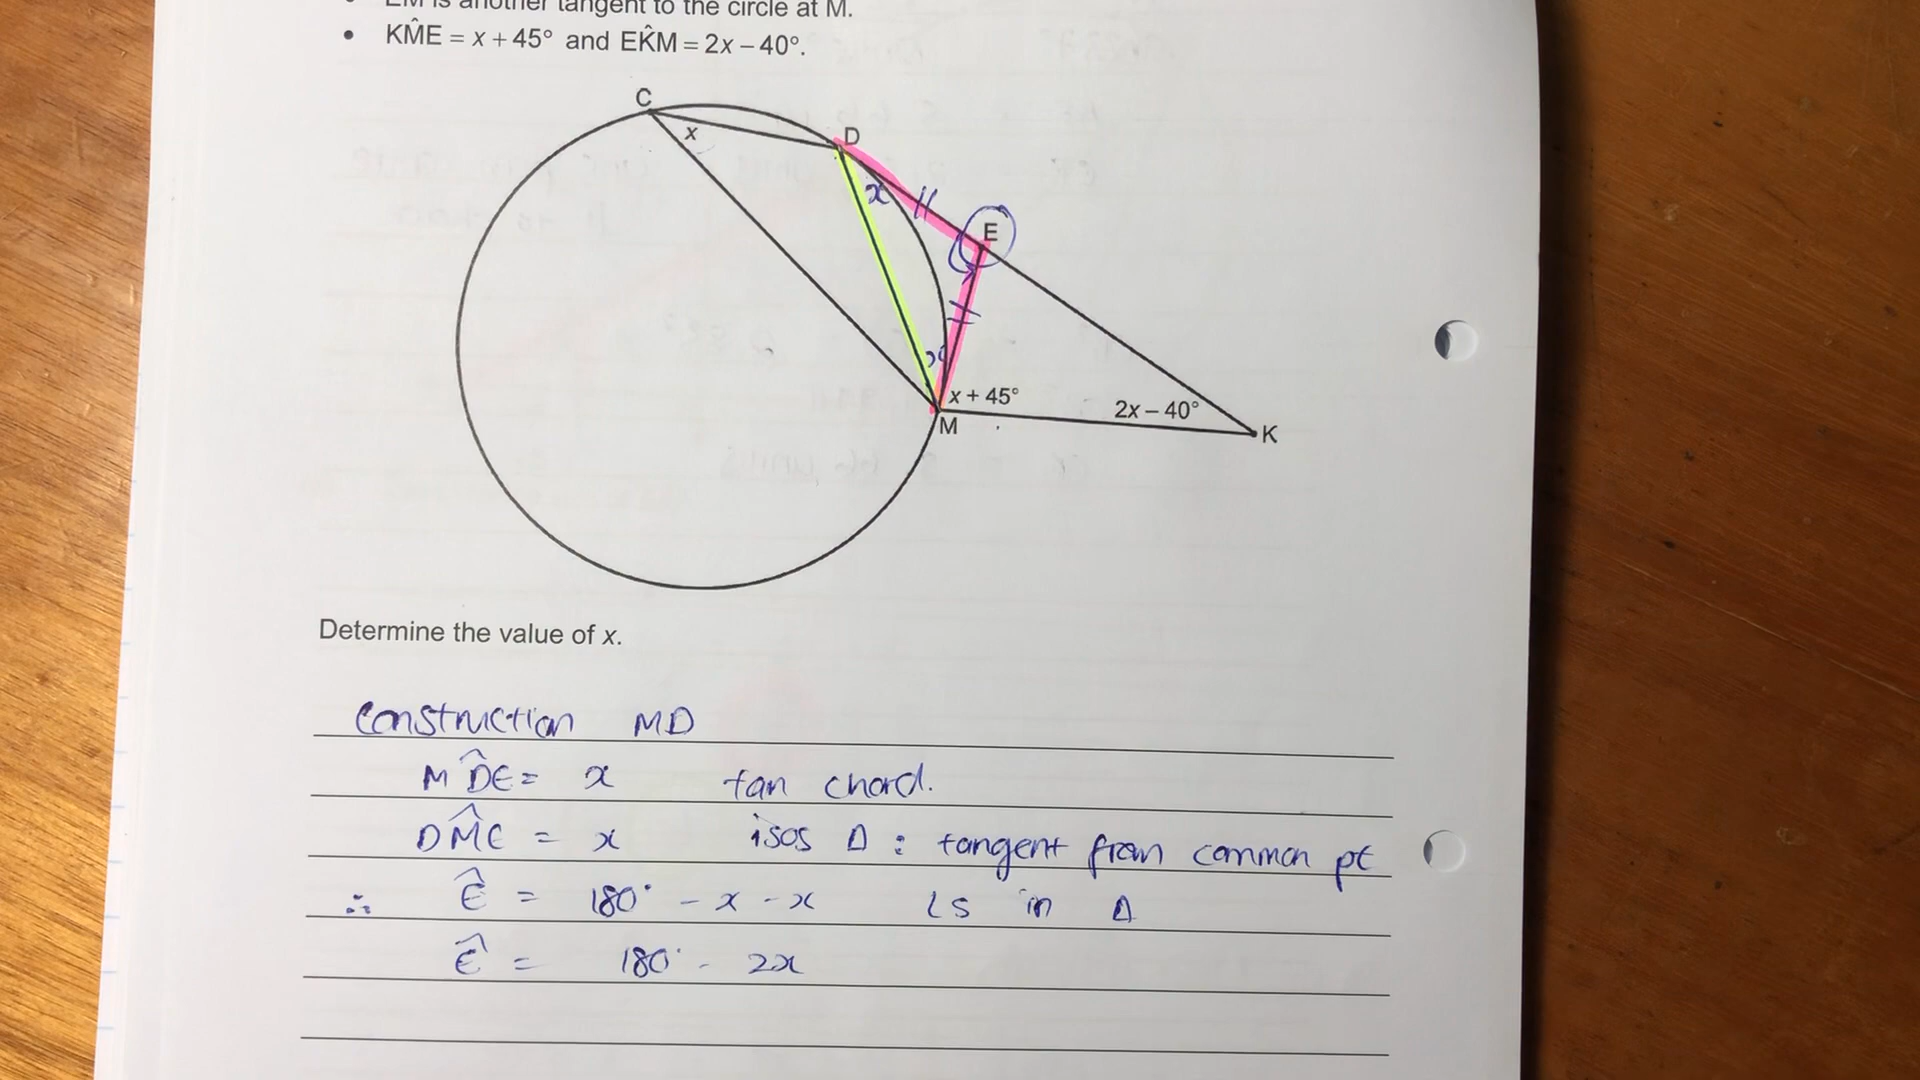 EM is another tangent to the circle at M.
• KM̂E = x + 45° and EK̂M = 2x – 40°.
C
x
D
x
E
x
x + 45°
2x – 40°
M
K
Determine the value of x.
Construction MD
MD̂E = x tan chord.
DM̂E = x isos Δ : tangent from common pt
∴ Ê = 180° - x - x ∠s in Δ
Ê = 180° - 2x